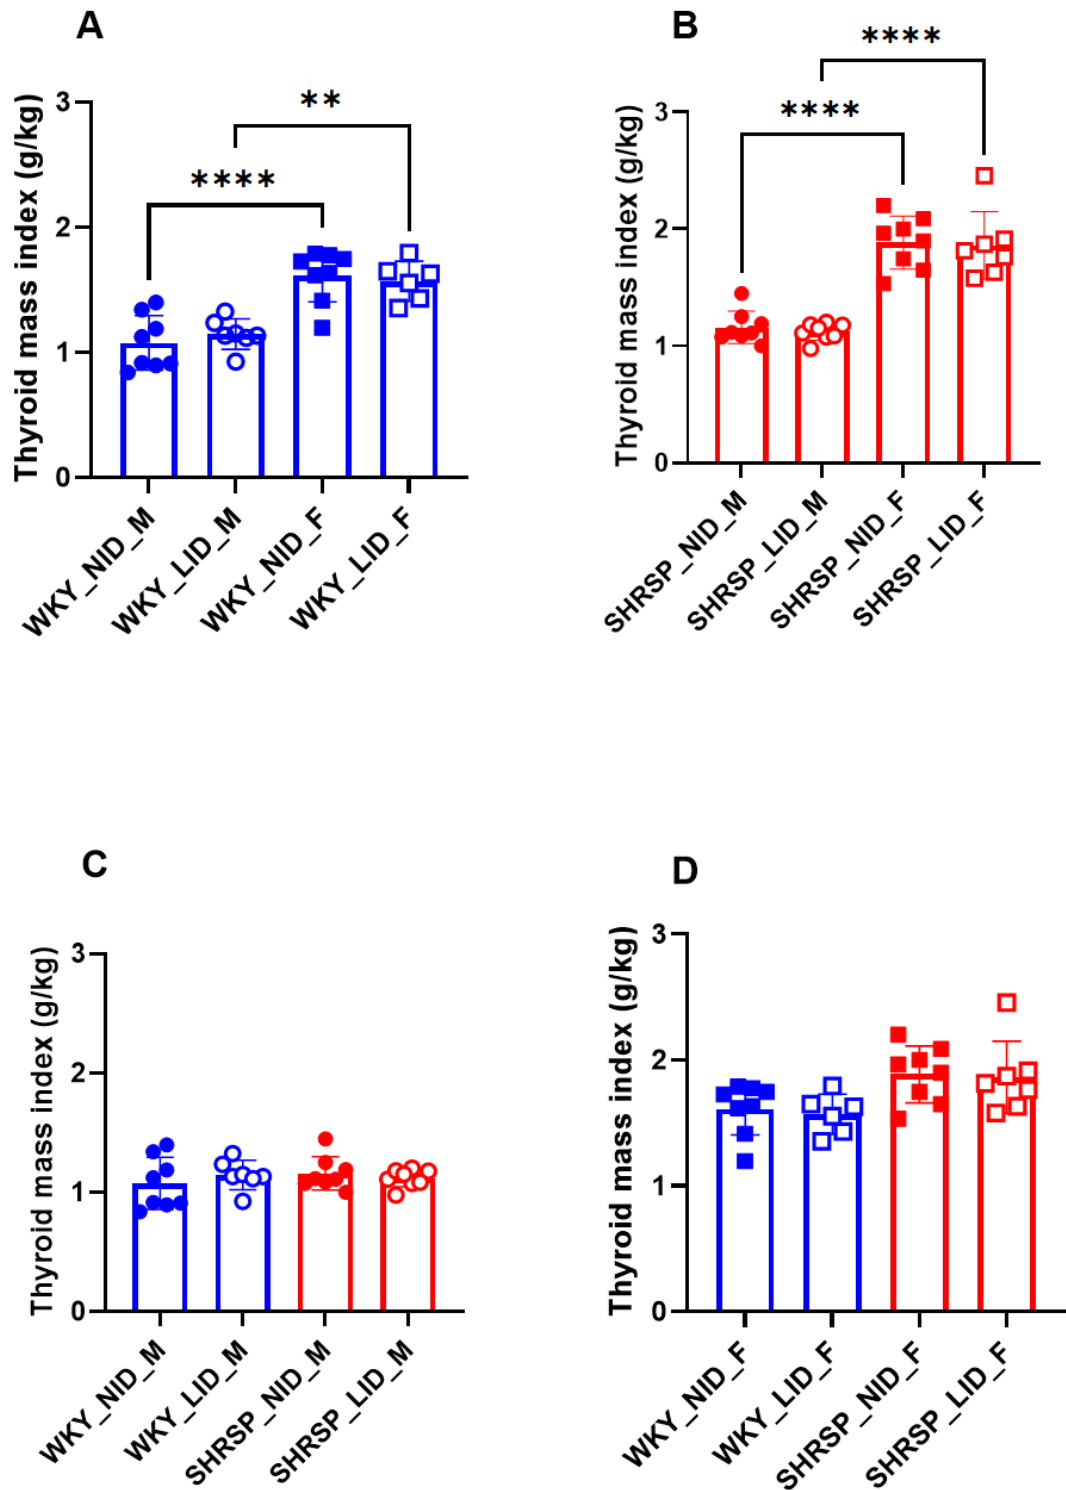 A
Thyroid mass index (g/kg)
3
2
1
0
****
**
WKY_NID_M
WKY_LID_M
WKY_NID_F
WKY_LID_F
B
Thyroid mass index (g/kg)
3
2
1
0
****
****
SHRSP_NID_M
SHRSP_LID_M
SHRSP_NID_F
SHRSP_LID_F
C
Thyroid mass index (g/kg)
3
2
1
0
WKY_NID_M
WKY_LID_M
SHRSP_NID_M
SHRSP_LID_M
D
Thyroid mass index (g/kg)
3
2
1
0
WKY_NID_F
WKY_LID_F
SHRSP_NID_F
SHRSP_LID_F